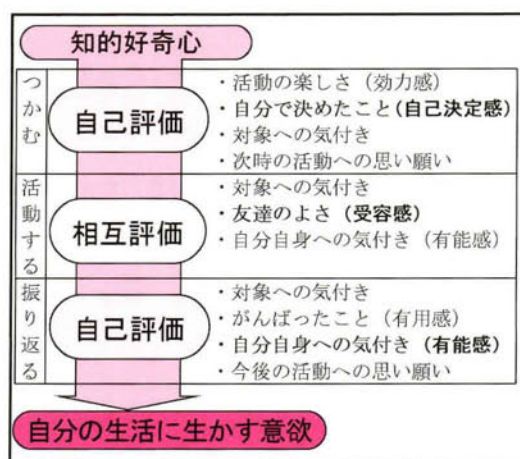 知的好奇心
つかむ
自己評価
・活動の楽しさ（効力感）
・自分で決めたこと（自己決定感）
・対象への気付き
・次時の活動への思い願い
活動する
相互評価
・対象への気付き
・友達のよさ（受容感）
・自分自身への気付き（有能感）
振り返る
自己評価
・対象への気付き
・がんばったこと（有用感）
・自分自身への気付き（有能感）
・今後の活動への思い願い
自分の生活に生かす意欲